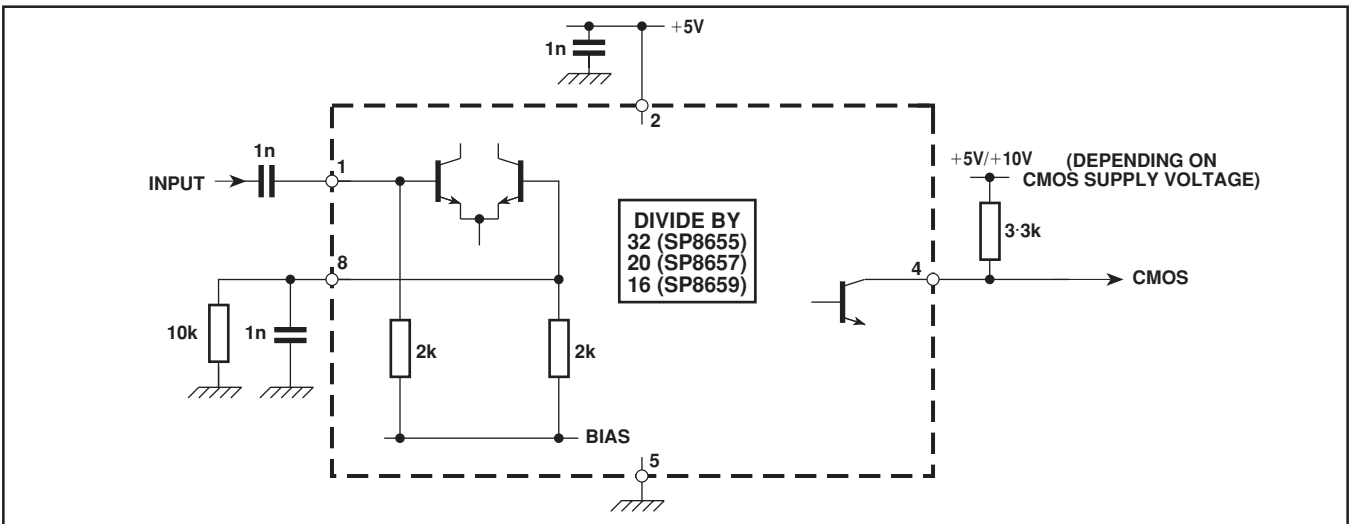 +5V
1n
2
1n
INPUT
1
+5V/+10V
(DEPENDING ON
CMOS SUPPLY VOLTAGE)
DIVIDE BY
32 (SP8655)
20 (SP8657)
16 (SP8659)
3·3k
8
4
CMOS
10k
1n
2k
2k
BIAS
5